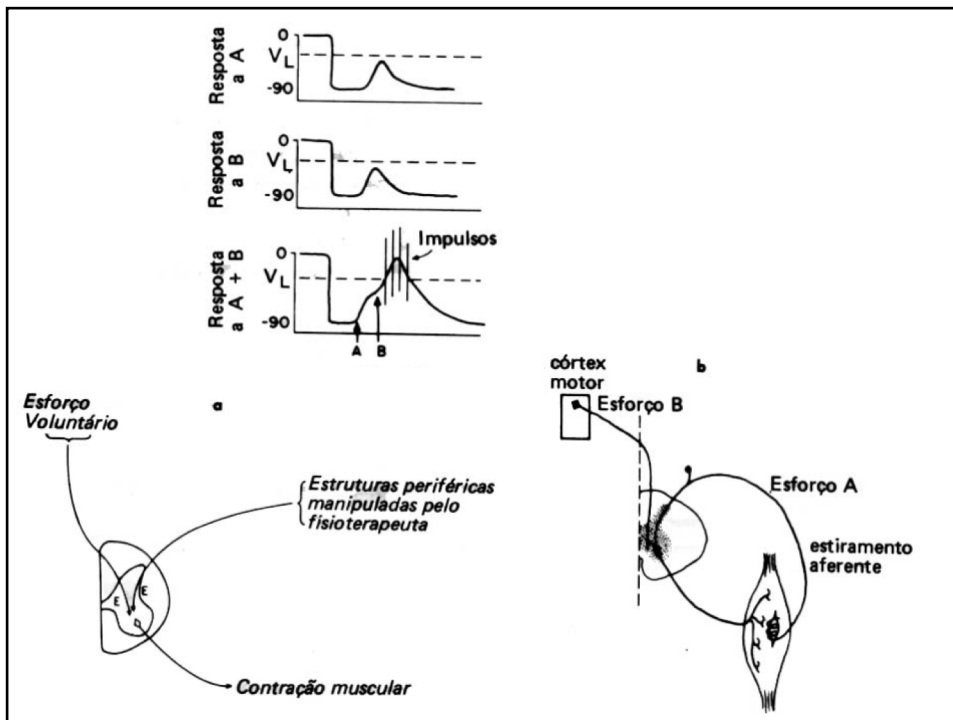 Resposta
a A
0
VL
-90
Resposta
a B
0
VL
-90
Resposta
a A + B
0
VL
-90
Impulsos
A B
a
Esforço
Voluntário
Estruturas periféricas
manipuladas pelo
fisioterapeuta
E E
Contração muscular
b
córtex
motor
Esforço B
Esforço A
estiramento
aferente